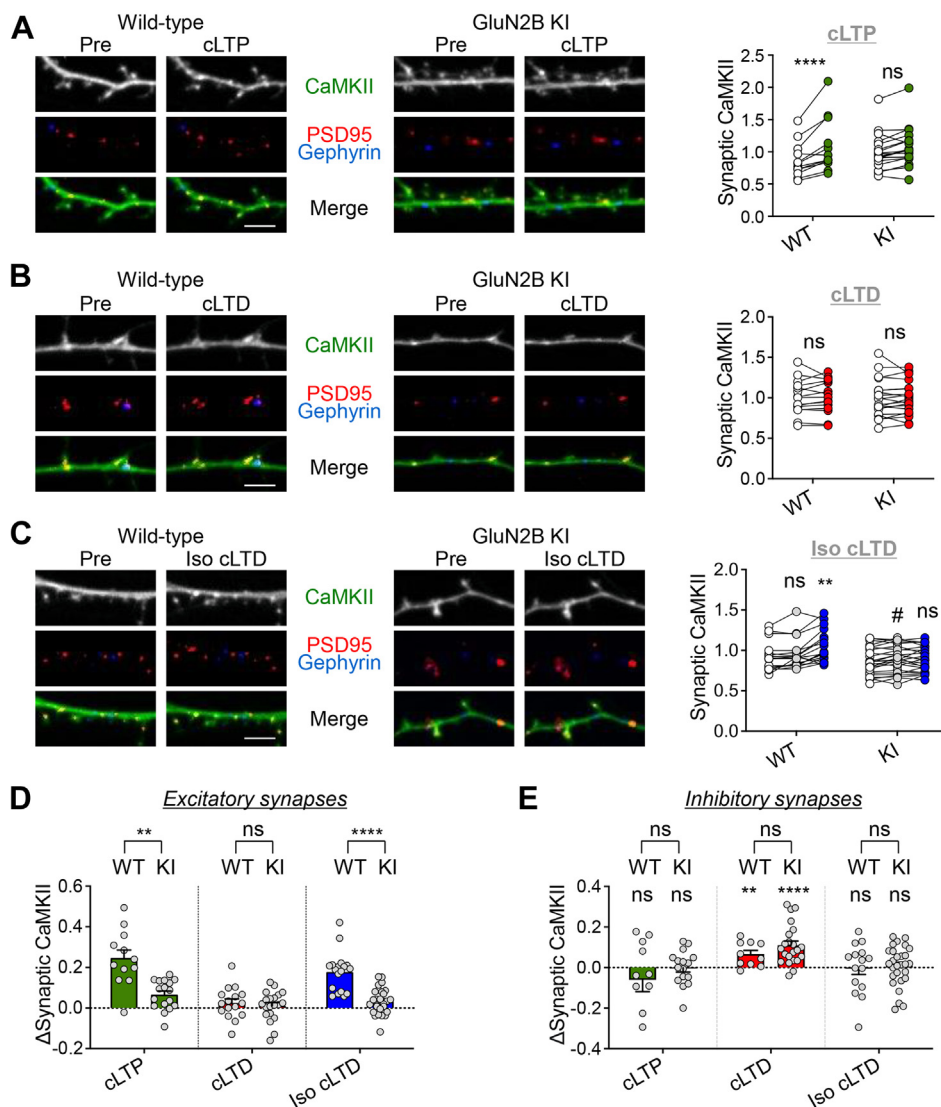 A
Wild-type
GluN2B KI
cLTP
Pre
cLTP
Pre
cLTP
CaMKII
PSD95
Gephyrin
Merge
Synaptic CaMKII
2.5
2.0
1.5
1.0
0.5
0.0
****
ns
WT
KI
B
Wild-type
GluN2B KI
cLTD
Pre
cLTD
Pre
cLTD
CaMKII
PSD95
Gephyrin
Merge
Synaptic CaMKII
2.0
1.5
1.0
0.5
0.0
ns
ns
WT
KI
C
Wild-type
GluN2B KI
Iso cLTD
Pre
Iso cLTD
Pre
Iso cLTD
CaMKII
PSD95
Gephyrin
Merge
Synaptic CaMKII
2.0
1.5
1.0
0.5
0.0
ns
**
#
ns
WT
KI
D
Excitatory synapses
**
ns
****
WT KI
WT KI
WT KI
ΔSynaptic CaMKII
0.6
0.4
0.2
0.0
-0.2
cLTP
cLTD
Iso cLTD
E
Inhibitory synapses
ns
ns
ns
WT KI
WT KI
WT KI
ns ns
** ****
ns ns
ΔSynaptic CaMKII
0.4
0.2
0.0
-0.2
-0.4
cLTP
cLTD
Iso cLTD